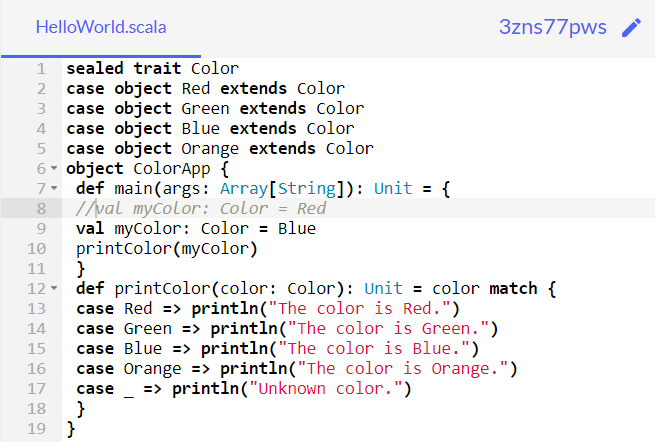 HelloWorld.scala
3zns77pws
1 sealed trait Color
2 case object Red extends Color
3 case object Green extends Color
4 case object Blue extends Color
5 case object Orange extends Color
6 object ColorApp {
7 def main(args: Array[String]): Unit = {
8 //val myColor: Color = Red
9 val myColor: Color = Blue
10 printColor(myColor)
11 }
12 def printColor(color: Color): Unit = color match {
13 case Red => println("The color is Red.")
14 case Green => println("The color is Green.")
15 case Blue => println("The color is Blue.")
16 case Orange => println("The color is Orange.")
17 case _ => println("Unknown color.")
18 }
19 }